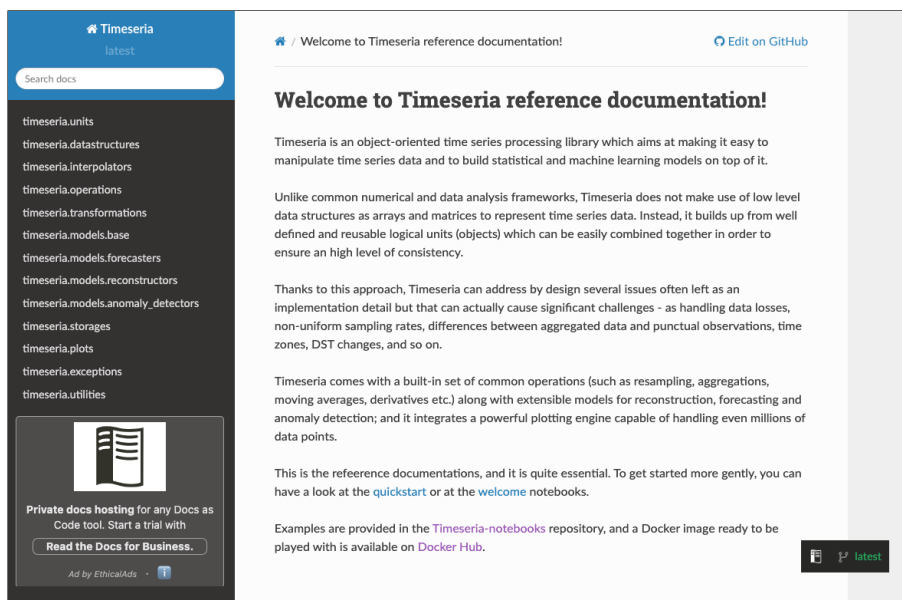 Timeseria
latest
Search docs
timeseria.units
timeseria.datastructures
timeseria.interpolators
timeseria.operations
timeseria.transformations
timeseria.models.base
timeseria.models.forecasters
timeseria.models.reconstructors
timeseria.models.anomaly_detectors
timeseria.storages
timeseria.plots
timeseria.exceptions
timeseria.utilities
Private docs hosting for any Docs as
Code tool. Start a trial with
Read the Docs for Business.
Ad by EthicalAds · i
/ Welcome to Timeseria reference documentation!
Edit on GitHub
Welcome to Timeseria reference documentation!
Timeseria is an object-oriented time series processing library which aims at making it easy to
manipulate time series data and to build statistical and machine learning models on top of it.
Unlike common numerical and data analysis frameworks, Timeseria does not make use of low level
data structures as arrays and matrices to represent time series data. Instead, it builds up from well
defined and reusable logical units (objects) which can be easily combined together in order to
ensure an high level of consistency.
Thanks to this approach, Timeseria can address by design several issues often left as an
implementation detail but that can actually cause significant challenges - as handling data losses,
non-uniform sampling rates, differences between aggregated data and punctual observations, time
zones, DST changes, and so on.
Timeseria comes with a built-in set of common operations (such as resampling, aggregations,
moving averages, derivatives etc.) along with extensible models for reconstruction, forecasting and
anomaly detection; and it integrates a powerful plotting engine capable of handling even millions of
data points.
This is the refeerence documentations, and it is quite essential. To get started more gently, you can
have a look at the quickstart or at the welcome notebooks.
Examples are provided in the Timeseria-notebooks repository, and a Docker image ready to be
played with is available on Docker Hub.
latest